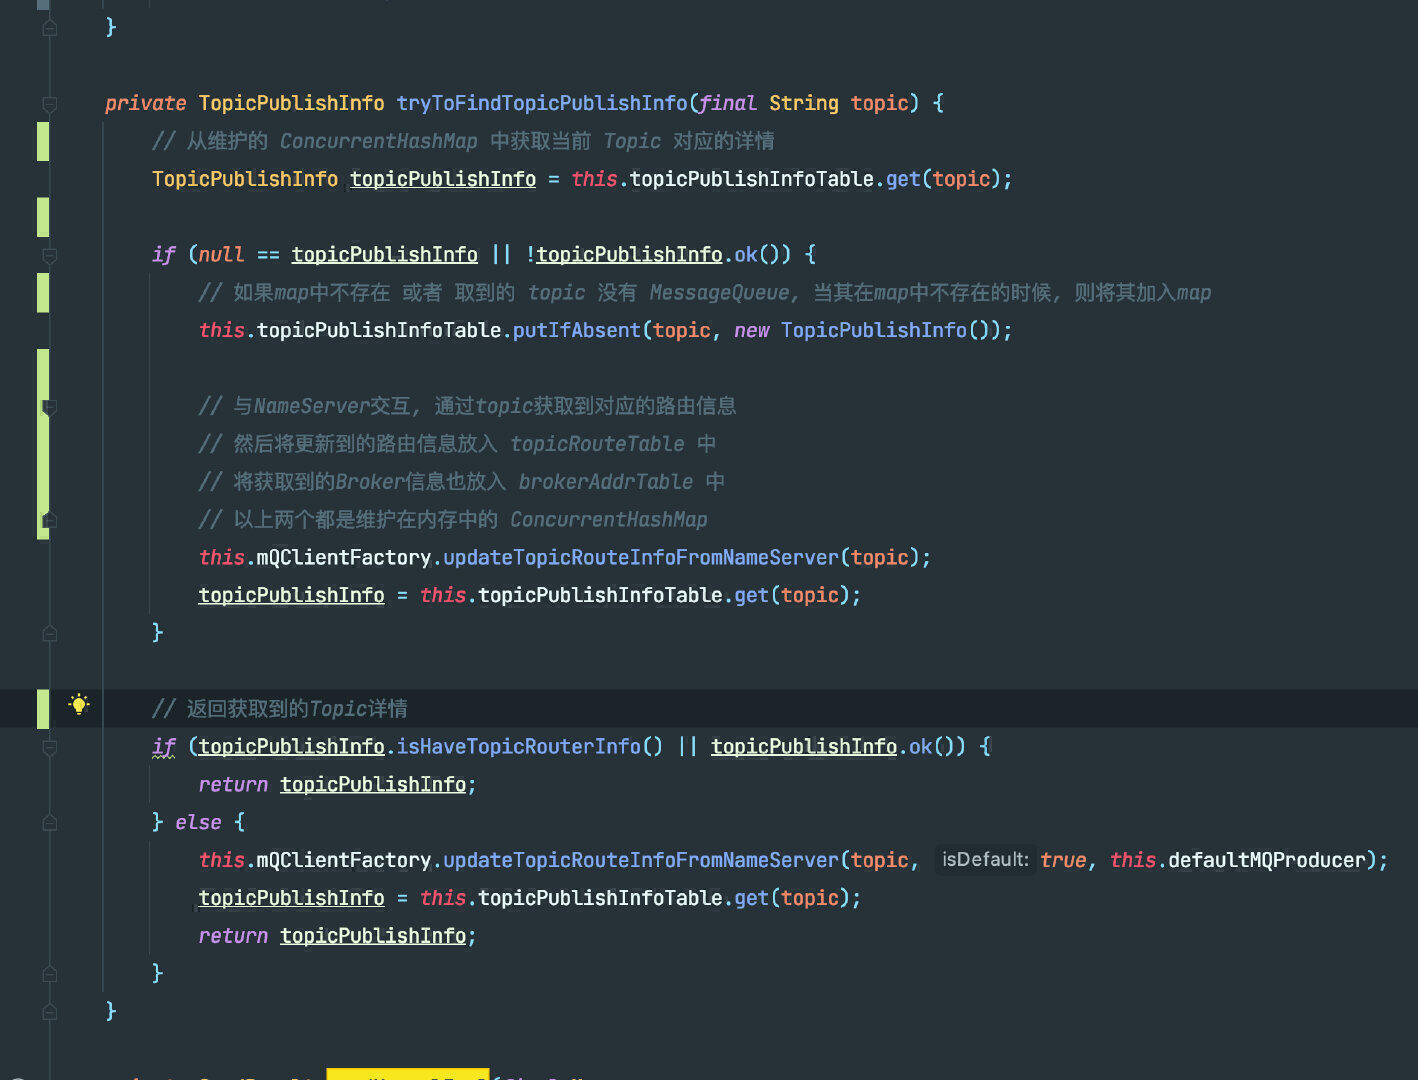 }
private TopicPublishInfo tryToFindTopicPublishInfo(final String topic) {
// 从维护的 ConcurrentHashMap 中获取当前 Topic 对应的详情
TopicPublishInfo topicPublishInfo = this.topicPublishInfoTable.get(topic);
if (null == topicPublishInfo || !topicPublishInfo.ok()) {
// 如果map中不存在 或者 取到的 topic 没有 MessageQueue, 当其在map中不存在的时候, 则将其加入map
this.topicPublishInfoTable.putIfAbsent(topic, new TopicPublishInfo());
// 与NameServer交互, 通过topic获取到对应的路由信息
// 然后将更新到的路由信息放入 topicRouteTable 中
// 将获取到的Broker信息也放入 brokerAddrTable 中
// 以上两个都是维护在内存中的 ConcurrentHashMap
this.mQClientFactory.updateTopicRouteInfoFromNameServer(topic);
topicPublishInfo = this.topicPublishInfoTable.get(topic);
}
// 返回获取到的Topic详情
if (topicPublishInfo.isHaveTopicRouterInfo() || topicPublishInfo.ok()) {
return topicPublishInfo;
} else {
this.mQClientFactory.updateTopicRouteInfoFromNameServer(topic, isDefault: true, this.defaultMQProducer);
topicPublishInfo = this.topicPublishInfoTable.get(topic);
return topicPublishInfo;
}
}